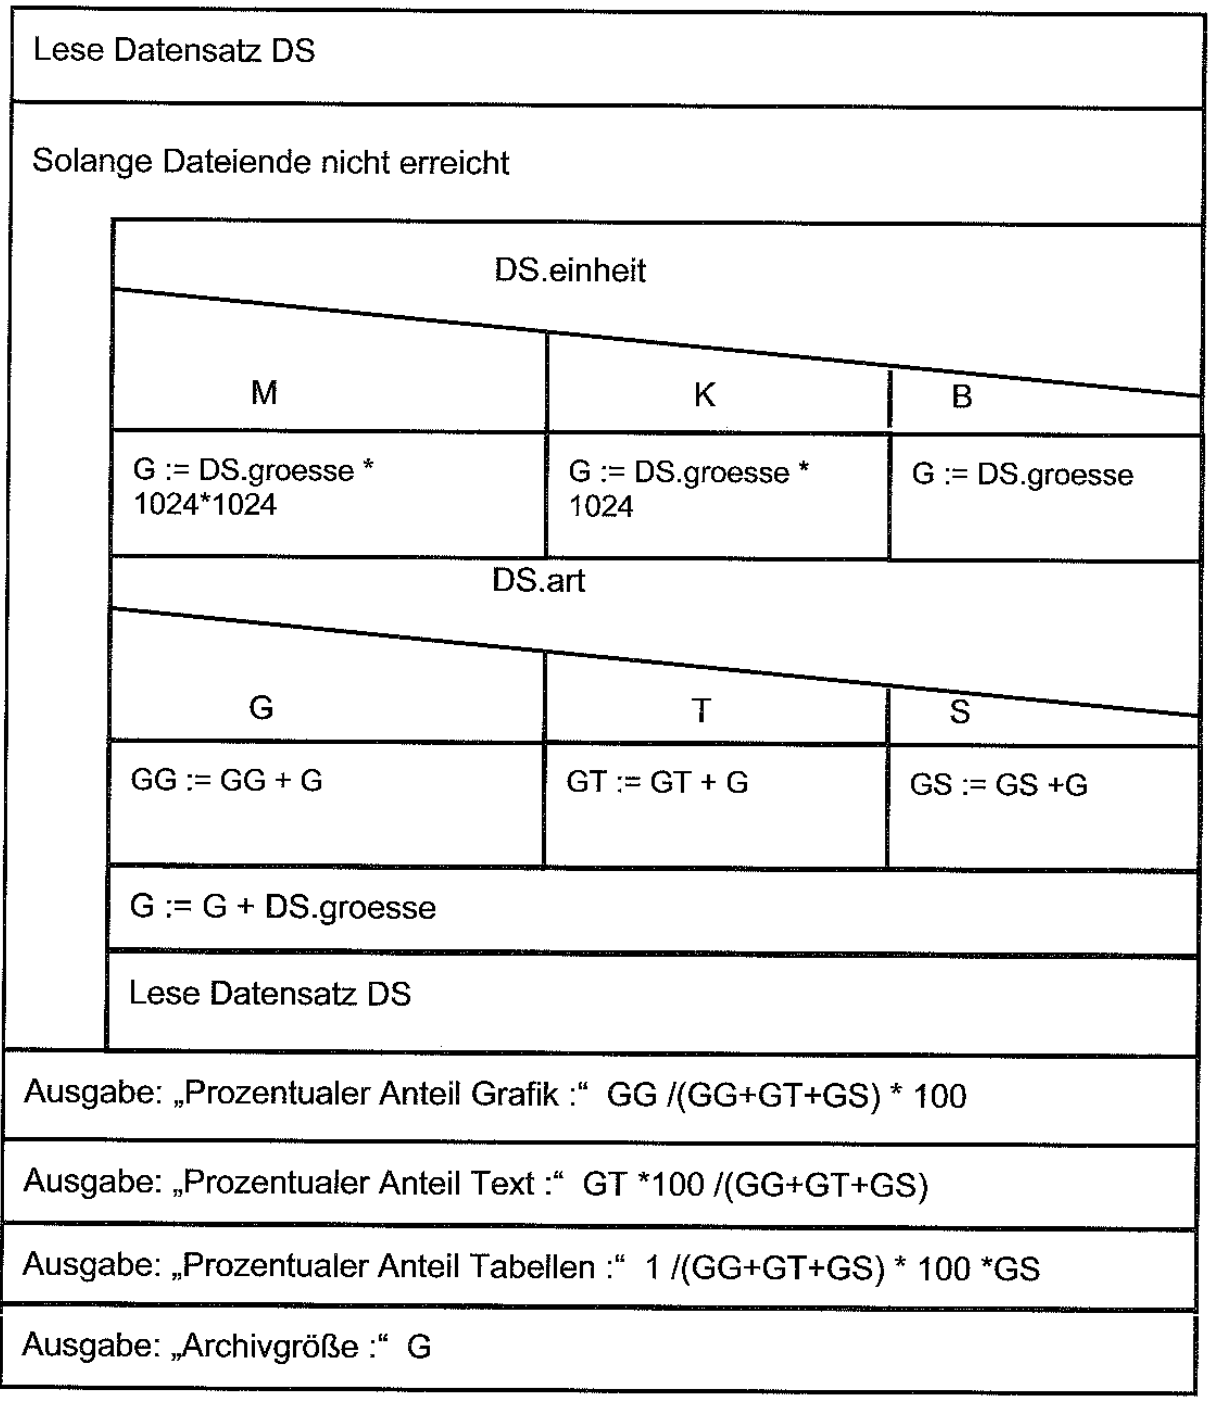 Lese Datensatz DS
Solange Dateiende nicht erreicht
DS.einheit
M
K
B
G := DS.groesse *
1024*1024
G := DS.groesse *
1024
G := DS.groesse
DS.art
G
T
S
GG := GG + G
GT := GT + G
GS := GS +G
G := G + DS.groesse
Lese Datensatz DS
Ausgabe: „Prozentualer Anteil Grafik :“ GG /(GG+GT+GS) * 100
Ausgabe: „Prozentualer Anteil Text :“ GT *100 /(GG+GT+GS)
Ausgabe: „Prozentualer Anteil Tabellen :“ 1 /(GG+GT+GS) * 100 *GS
Ausgabe: „Archivgröße :“ G